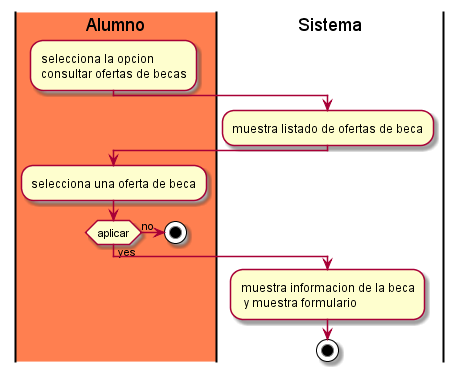 Alumno
Sistema
selecciona la opcion
consultar ofertas de becas
muestra listado de ofertas de beca
selecciona una oferta de beca
aplicar
no
yes
muestra informacion de la beca
y muestra formulario